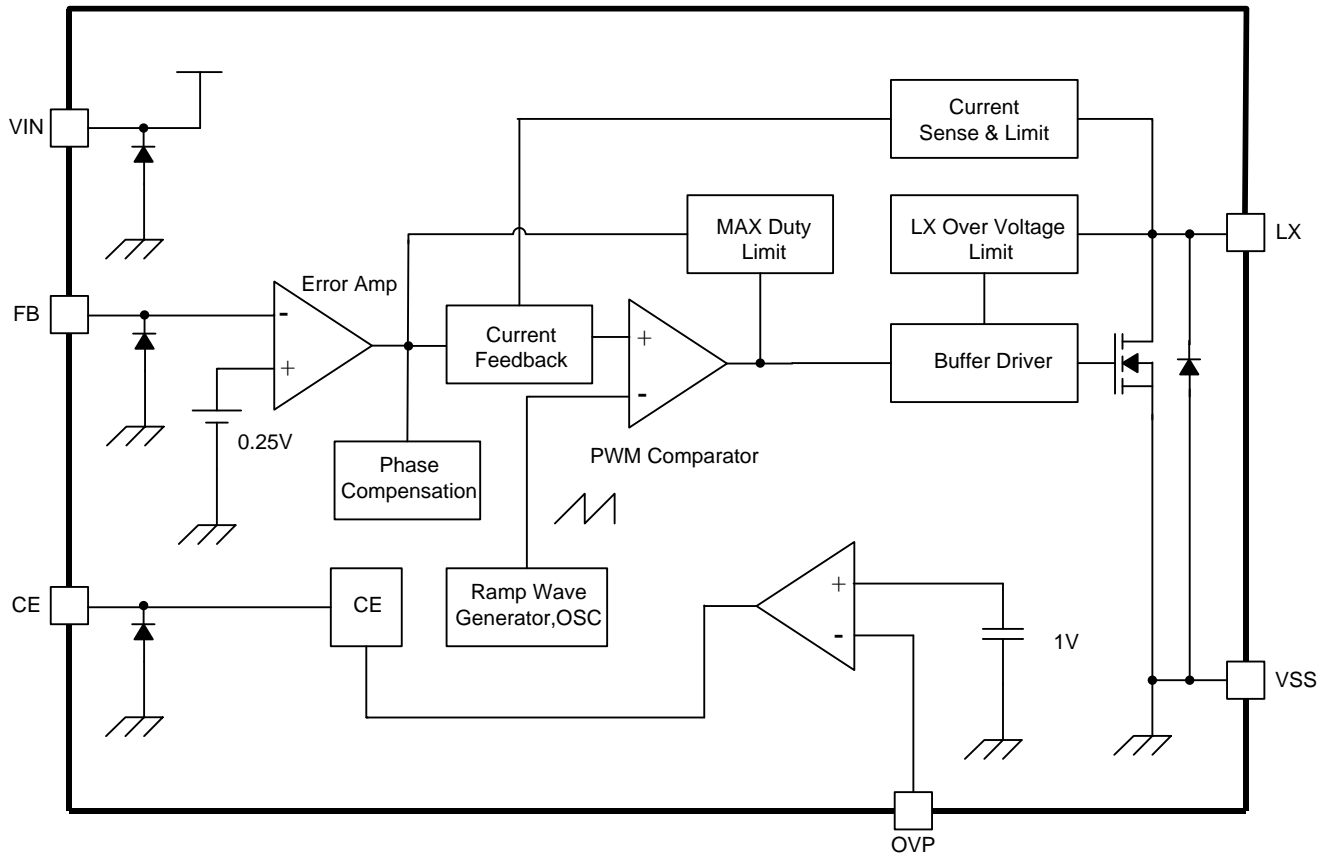 Current
Sense & Limit
VIN
MAX Duty
Limit
LX Over Voltage
Limit
LX
Error Amp
FB
-
+
Current
Feedback
+
-
Buffer Driver
0.25V
PWM Comparator
Phase
Compensation
CE
CE
Ramp Wave
Generator,OSC
+
-
1V
VSS
OVP